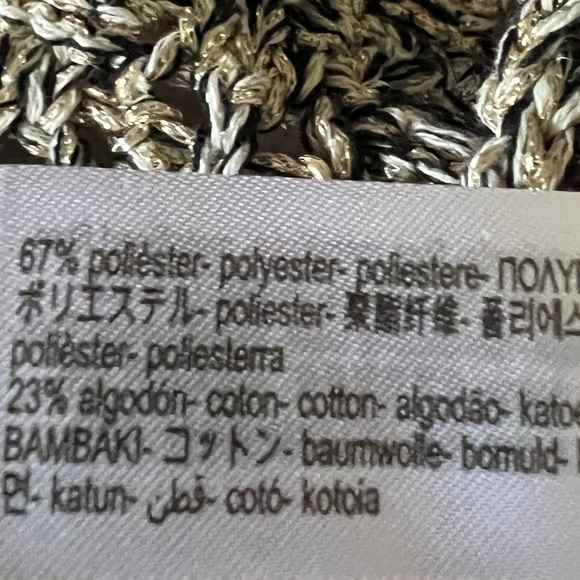 67% poliéster- polyester- poliestere- ΠΟΛΥ
ポリエステル- poliester- 聚酯纤维- 폴리에스
polièster- poliesterra
23% algodón- coton- cotton- algodão- kato
BAMBAKI- コットン- baumwolle- bomuld-
면- katun- قطن- cotó- kotoia